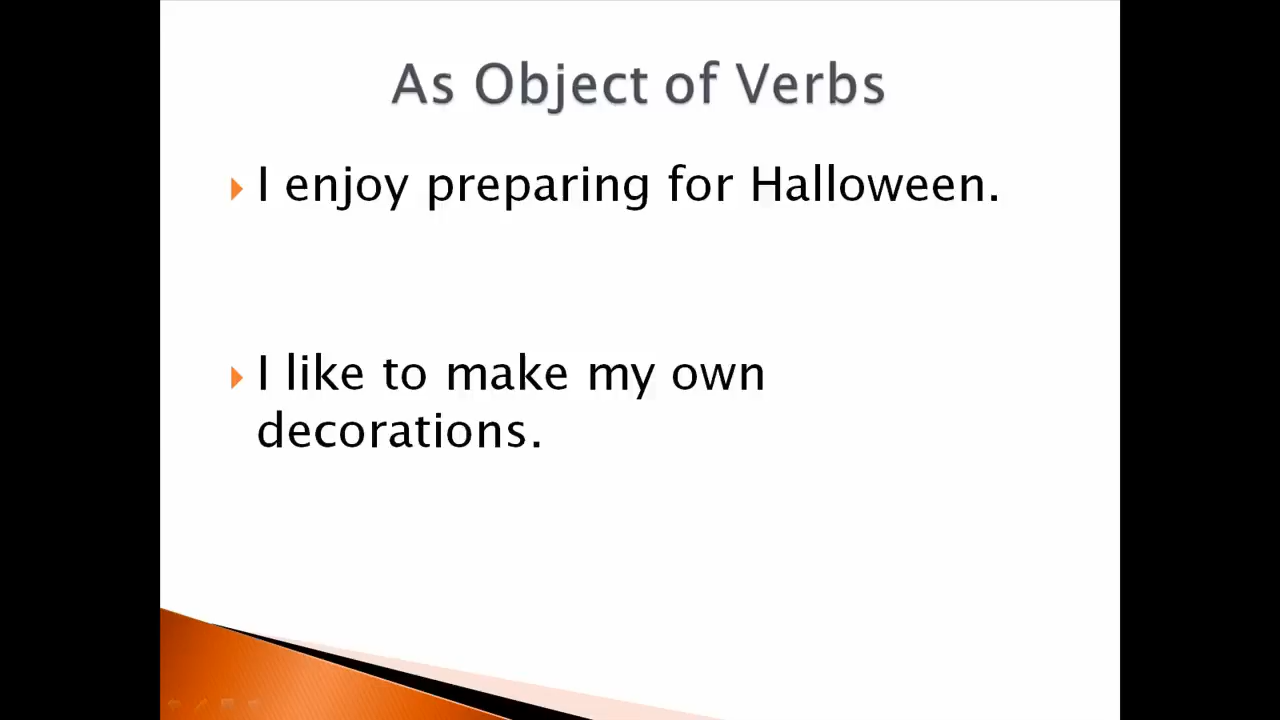 As Object of Verbs
I enjoy preparing for Halloween.
I like to make my own
decorations.